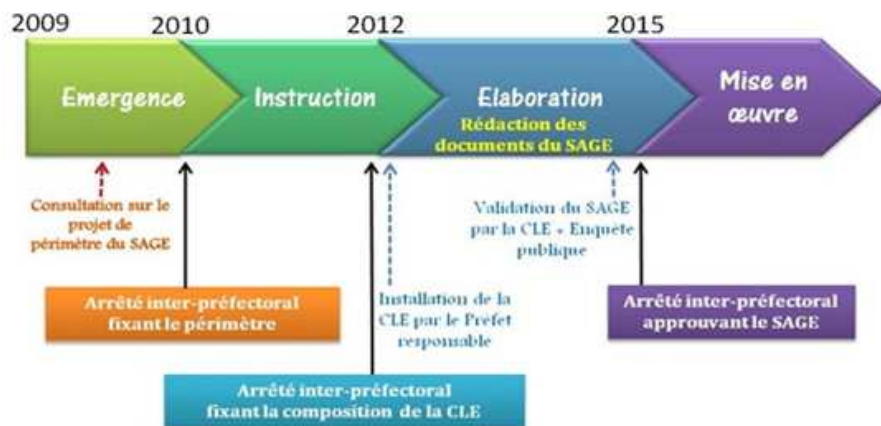 2009 2010 2012 2015
Emergence
Instruction
Elaboration
Rédaction des
documents du SAGE
Mise en
œuvre
Consultation sur le
projet de
périmètre du SAGE
Validation du SAGE
par la CLE + Enquête
publique
Arrêté inter-préfectoral
fixant le périmètre
Installation de la
CLE par le Préfet
responsable
Arrêté inter-préfectoral
approuvant le SAGE
Arrêté inter-préfectoral
fixant la composition de la CLE